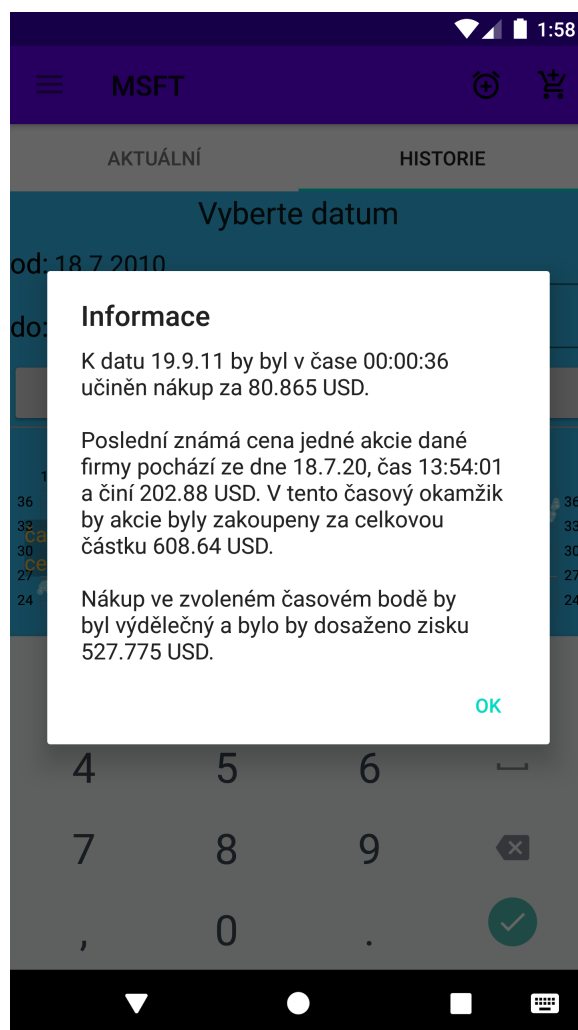 1:58
MSFT
AKTUÁLNÍ
HISTORIE
Vyberte datum
od: 18.7.2010
do:
Informace
K datu 19.9.11 by byl v čase 00:00:36
učiněn nákup za 80.865 USD.
Poslední známá cena jedné akcie dané
firmy pochází ze dne 18.7.20, čas 13:54:01
a činí 202.88 USD. V tento časový okamžik
by akcie byly zakoupeny za celkovou
částku 608.64 USD.
Nákup ve zvoleném časovém bodě by
byl výdělečný a bylo by dosaženo zisku
527.775 USD.
OK
36
33
30
27
24
36
33
30
27
24
4 5 6
7 8 9
, 0 .